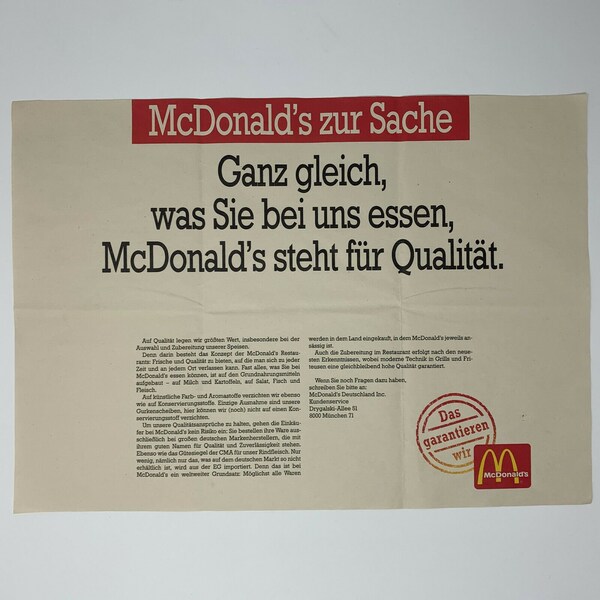 McDonald's zur Sache
Ganz gleich,
was Sie bei uns essen,
McDonald's steht für Qualität.
Auf Qualität legen wir größten Wert, insbesondere bei der
Auswahl und Zubereitung unserer Speisen.
Denn darin besteht das Konzept der McDonald's Restau-
rants: Frische und Qualität zu bieten, auf die man sich zu jeder
Zeit und an jedem Ort verlassen kann. Fast alles, was Sie bei
McDonald's essen können, ist auf den Grundnahrungsmitteln
aufgebaut – auf Milch und Kartoffeln, auf Salat, Fisch und
Fleisch.
Auf künstliche Farb- und Aromastoffe verzichten wir ebenso
wie auf Konservierungsstoffe. Einzige Ausnahme sind unsere
Gurkenscheiben, hier können wir (noch) nicht auf einen Kon-
servierungsstoff verzichten.
Um unsere Qualitätsansprüche zu halten, gehen die Einkäu-
fer bei McDonald's kein Risiko ein: Sie bestellen ihre Ware aus-
schließlich bei großen deutschen Markenherstellern, die mit
ihrem guten Namen für Qualität und Zuverlässigkeit stehen.
Ebenso wie das Gütesiegel der CMA für unser Rindfleisch. Nur
wenig, nämlich nur das, was auf dem deutschen Markt so nicht
erhältlich ist, wird aus der EG importiert. Denn das ist bei
McDonald's ein weltweiter Grundsatz: Möglichst alle Waren
werden in dem Land eingekauft, in dem McDonald's jeweils an-
sässig ist.
Auch die Zubereitung im Restaurant erfolgt nach den neue-
sten Erkenntnissen, wobei moderne Technik in Grills und Fri-
teusen eine gleichbleibend hohe Qualität garantiert.
Wenn Sie noch Fragen dazu haben,
schreiben Sie bitte an:
McDonald's Deutschland Inc.
Kundenservice
Drygalski-Allee 51
8000 München 71
Das
garantieren
wir
McDonald's